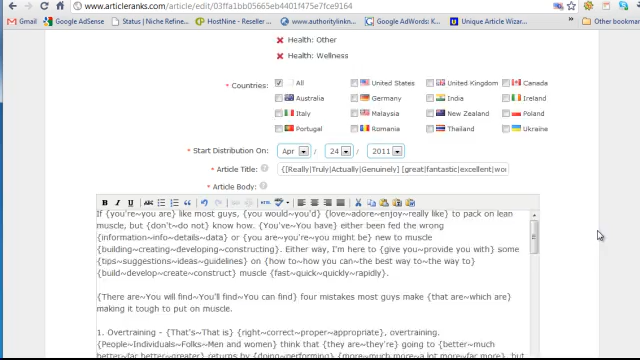 www.articleranks.com/article/edit/03ffa1bb05665eb4401f475e7fce9164
Gmail Google AdSense Status | Niche Refine... HostNine - Reseller ... www.authoritylinkn... Google AdWords: K... Unique Article Wizar... Other bookmar
Health: Other
Health: Wellness
* Countries: All United States United Kingdom Canada
Australia Germany India Ireland
Italy Malaysia New Zealand Poland
Portugal Romania Thailand Ukraine
* Start Distribution On: Apr / 24 / 2011
* Article Title: {[Really|Truly|Actually|Genuinely] [great|fantastic|excellent|wo
* Article Body:
B I U ABC HTML
If {you're~you are} like most guys, {you would~you'd} {love~adore~enjoy~really like} to pack on lean
muscle, but {don't~do not} know how. {You've~You have} either been fed the wrong
{information~info~details~data} or {you are~you're~you might be} new to muscle
{building~creating~developing~constructing}. Either way, I'm here to {give you~provide you with} some
{tips~suggestions~ideas~guidelines} on {how to~how you can~the best way to~the way to}
{build~develop~create~construct} muscle {fast~quick~quickly~rapidly}.
{There are~You will find~You'll find~You can find} four mistakes most guys make {that are~which are}
making it tough to put on muscle.
1. Overtraining - {That's~That is} {right~correct~proper~appropriate}, overtraining.
{People~Individuals~Folks~Men and women} think that {they are~they're} going to {better~much
better~far better~greater} returns by {doing~performing} {more~much more~a lot more~far more}, but